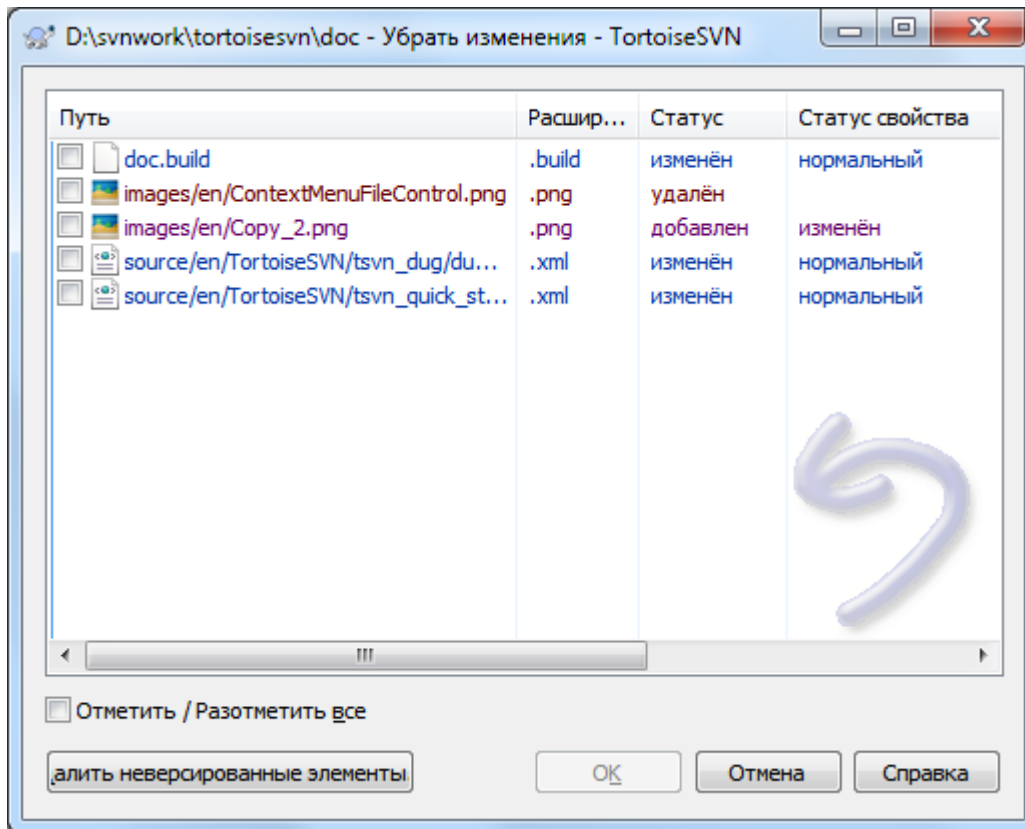 D:\svnwork\tortoisesvn\doc - Убрать изменения - TortoiseSVN
Путь Расшир... Статус Статус свойства
doc.build .build изменён нормальный
images/en/ContextMenuFileControl.png .png удалён
images/en/Copy_2.png .png добавлен изменён
source/en/TortoiseSVN/tsvn_dug/du... .xml изменён нормальный
source/en/TortoiseSVN/tsvn_quick_st... .xml изменён нормальный
Отметить / Разотметить все
далить неверсированные элементы. OK Отмена Справка